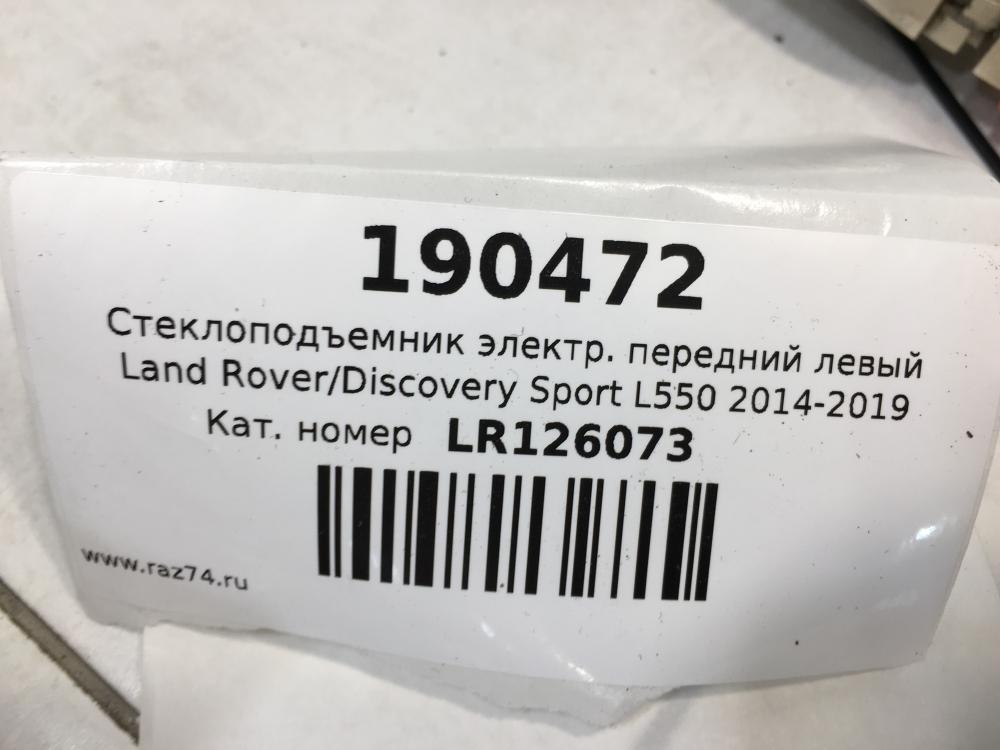 190472
Стеклоподъемник электр. передний левый
Land Rover/Discovery Sport L550 2014-2019
Кат. номер LR126073
www.raz74.ru